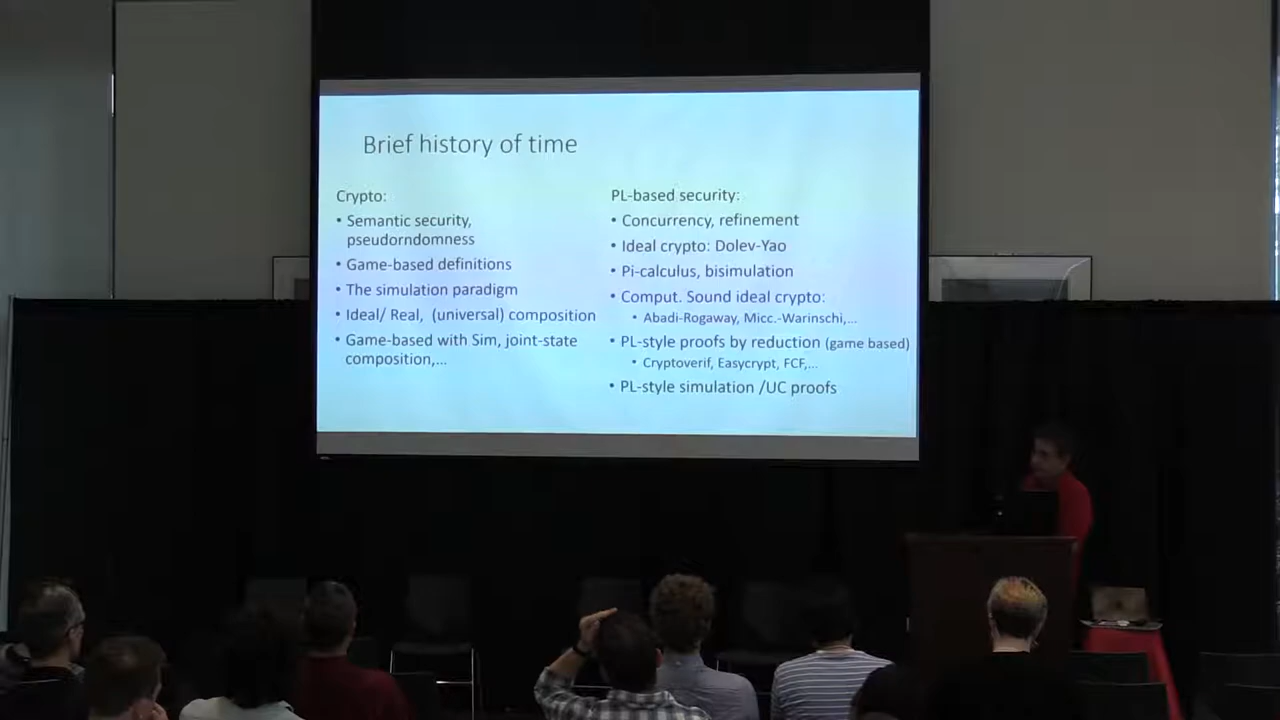 Brief history of time
Crypto:
• Semantic security,
pseudorndomness
• Game-based definitions
• The simulation paradigm
• Ideal/ Real, (universal) composition
• Game-based with Sim, joint-state
composition,...
PL-based security:
• Concurrency, refinement
• Ideal crypto: Dolev-Yao
• Pi-calculus, bisimulation
• Comput. Sound ideal crypto:
• Abadi-Rogaway, Micc.-Warinschi,...
• PL-style proofs by reduction (game based)
• Cryptoverif, Easycrypt, FCF,...
• PL-style simulation /UC proofs